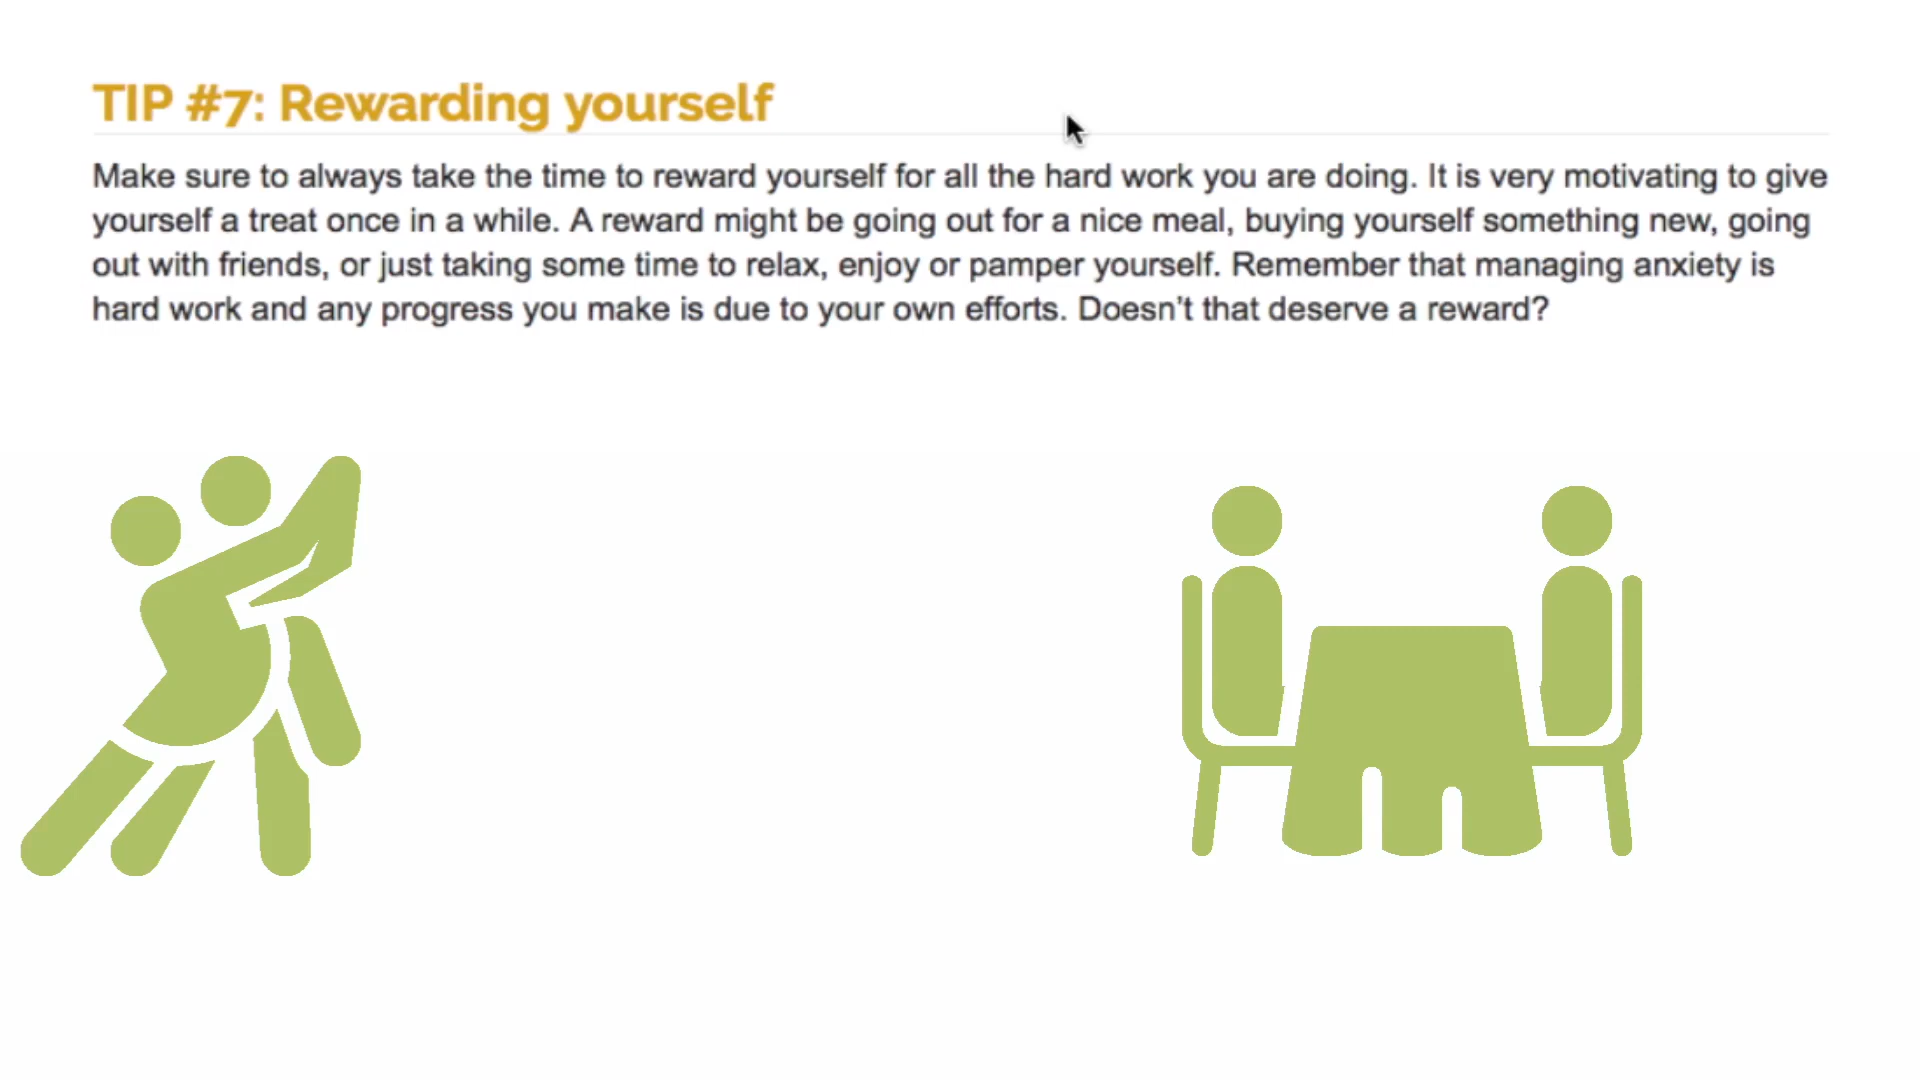 TIP #7: Rewarding yourself
Make sure to always take the time to reward yourself for all the hard work you are doing. It is very motivating to give
yourself a treat once in a while. A reward might be going out for a nice meal, buying yourself something new, going
out with friends, or just taking some time to relax, enjoy or pamper yourself. Remember that managing anxiety is
hard work and any progress you make is due to your own efforts. Doesn't that deserve a reward?